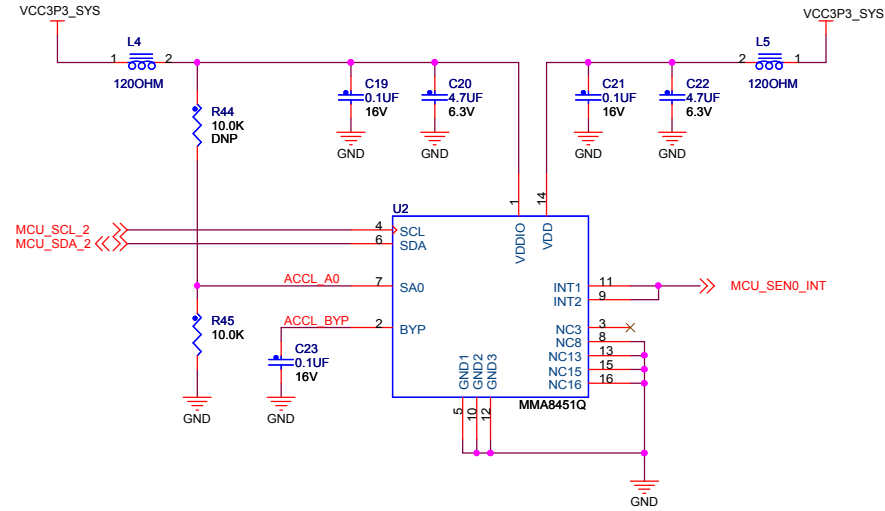 VCC3P3_SYS
VCC3P3_SYS
L4
L5
1
2
2
1
120OHM
120OHM
C19
0.1UF
16V
C20
4.7UF
6.3V
C21
0.1UF
16V
C22
4.7UF
6.3V
R44
10.0K
DNP
GND
GND
GND
GND
1
14
U2
MCU_SCL_2
4
SCL
MCU_SDA_2
6
SDA
VDDIO
VDD
ACCL_A0
7
SA0
INT1
11
MCU_SEN0_INT
INT2
9
ACCL_BYP
2
BYP
R45
10.0K
NC3
3
NC8
8
NC13
13
NC15
15
NC16
16
C23
0.1UF
16V
GND1
GND2
GND3
MMA8451Q
5
10
12
GND
GND
GND